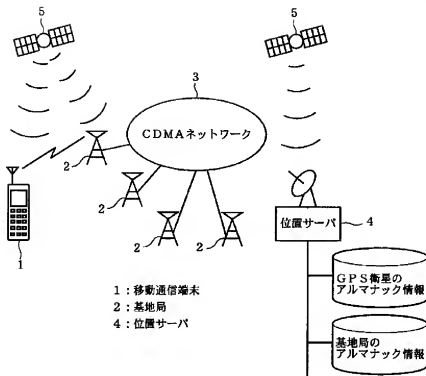 5
5
3
CDMAネットワーク
2
2
2
2
1
位置サーバ
4
GPS衛星の
アルマナック情報
基地局の
アルマナック情報
1：移動通信端末
2：基地局
4：位置サーバ